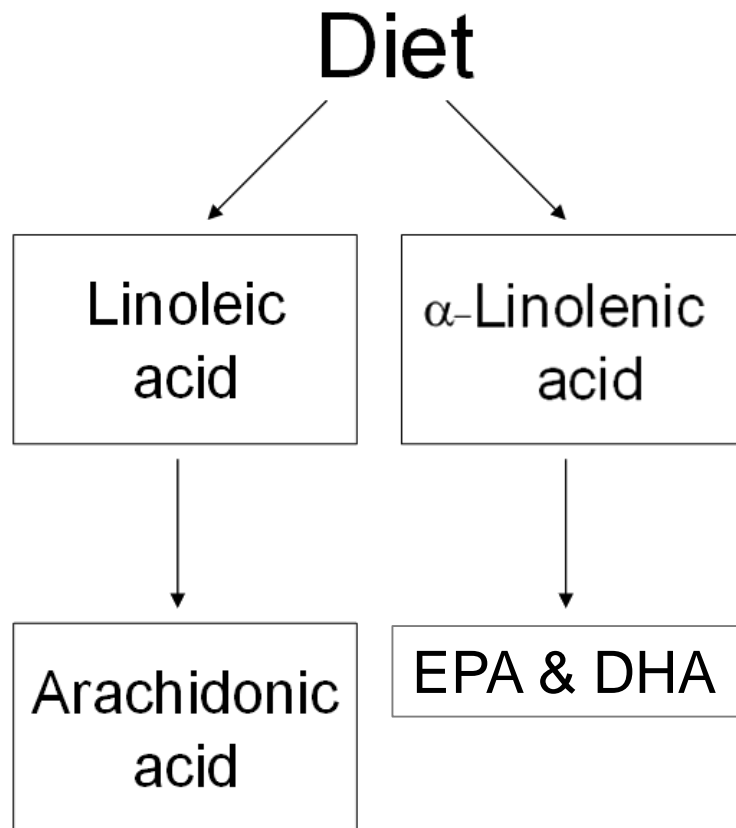 Diet
Linoleic
acid
α-Linolenic
acid
Arachidonic
acid
EPA & DHA